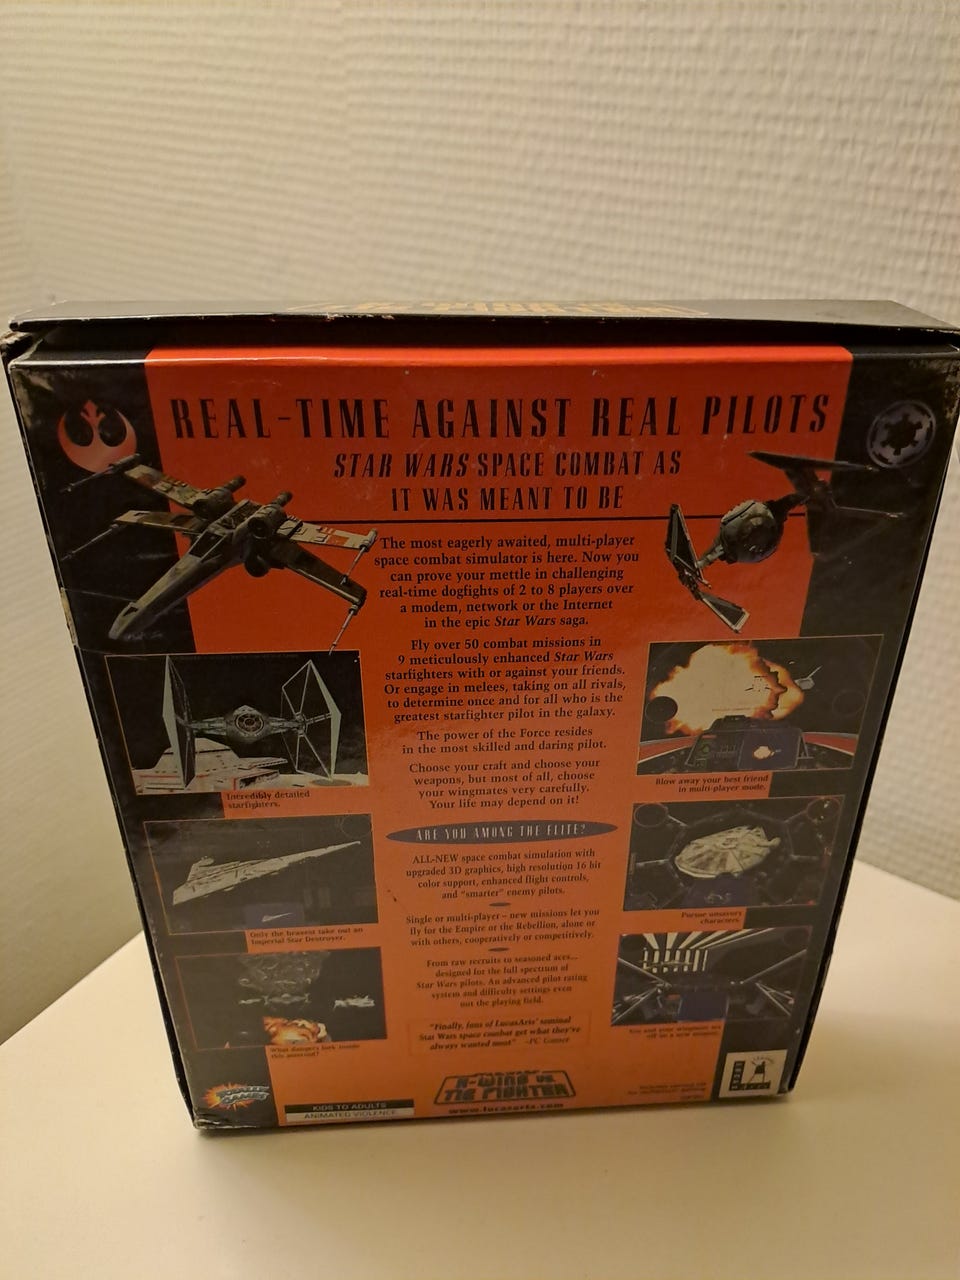 REAL-TIME AGAINST REAL PILOTS
STAR WARS SPACE COMBAT AS
IT WAS MEANT TO BE
The most eagerly awaited, multi-player
space combat simulator is here. Now you
can prove your mettle in challenging
real-time dogfights of 2 to 8 players over
a modem, network or the Internet
in the epic Star Wars saga.
Fly over 50 combat missions in
9 meticulously enhanced Star Wars
starfighters with or against your friends.
Or engage in melees, taking on all rivals,
to determine once and for all who is the
greatest starfighter pilot in the galaxy.
The power of the Force resides
in the most skilled and daring pilot.
Choose your craft and choose your
weapons, but most of all, choose
your wingmates very carefully.
Your life may depend on it!
Incredibly detailed
starfighters.
Only the bravest take out an
Imperial Star Destroyer.
What dangers lurk inside
this asteroid?
ARE YOU AMONG THE ELITE?
ALL-NEW space combat simulation with
upgraded 3D graphics, high resolution 16 bit
color support, enhanced flight controls,
and "smarter" enemy pilots.
Single or multi-player – new missions let you
fly for the Empire or the Rebellion, alone or
with others, cooperatively or competitively.
From raw recruits to seasoned aces...
designed for the full spectrum of
Star Wars pilots. An advanced pilot rating
system and difficulty settings even
out the playing field.
"Finally, fans of LucasArts' seminal
Star Wars space combat get what they've
always wanted most" –PC Gamer
Blow away your best friend
in multi-player mode.
Pursue unsavory
characters.
You and your wingmen set
off on a new mission.
TOTALLY
GAMES
KIDS TO ADULTS
ANIMATED VIOLENCE
X-WING VS.
TIE FIGHTER
www.lucasarts.com